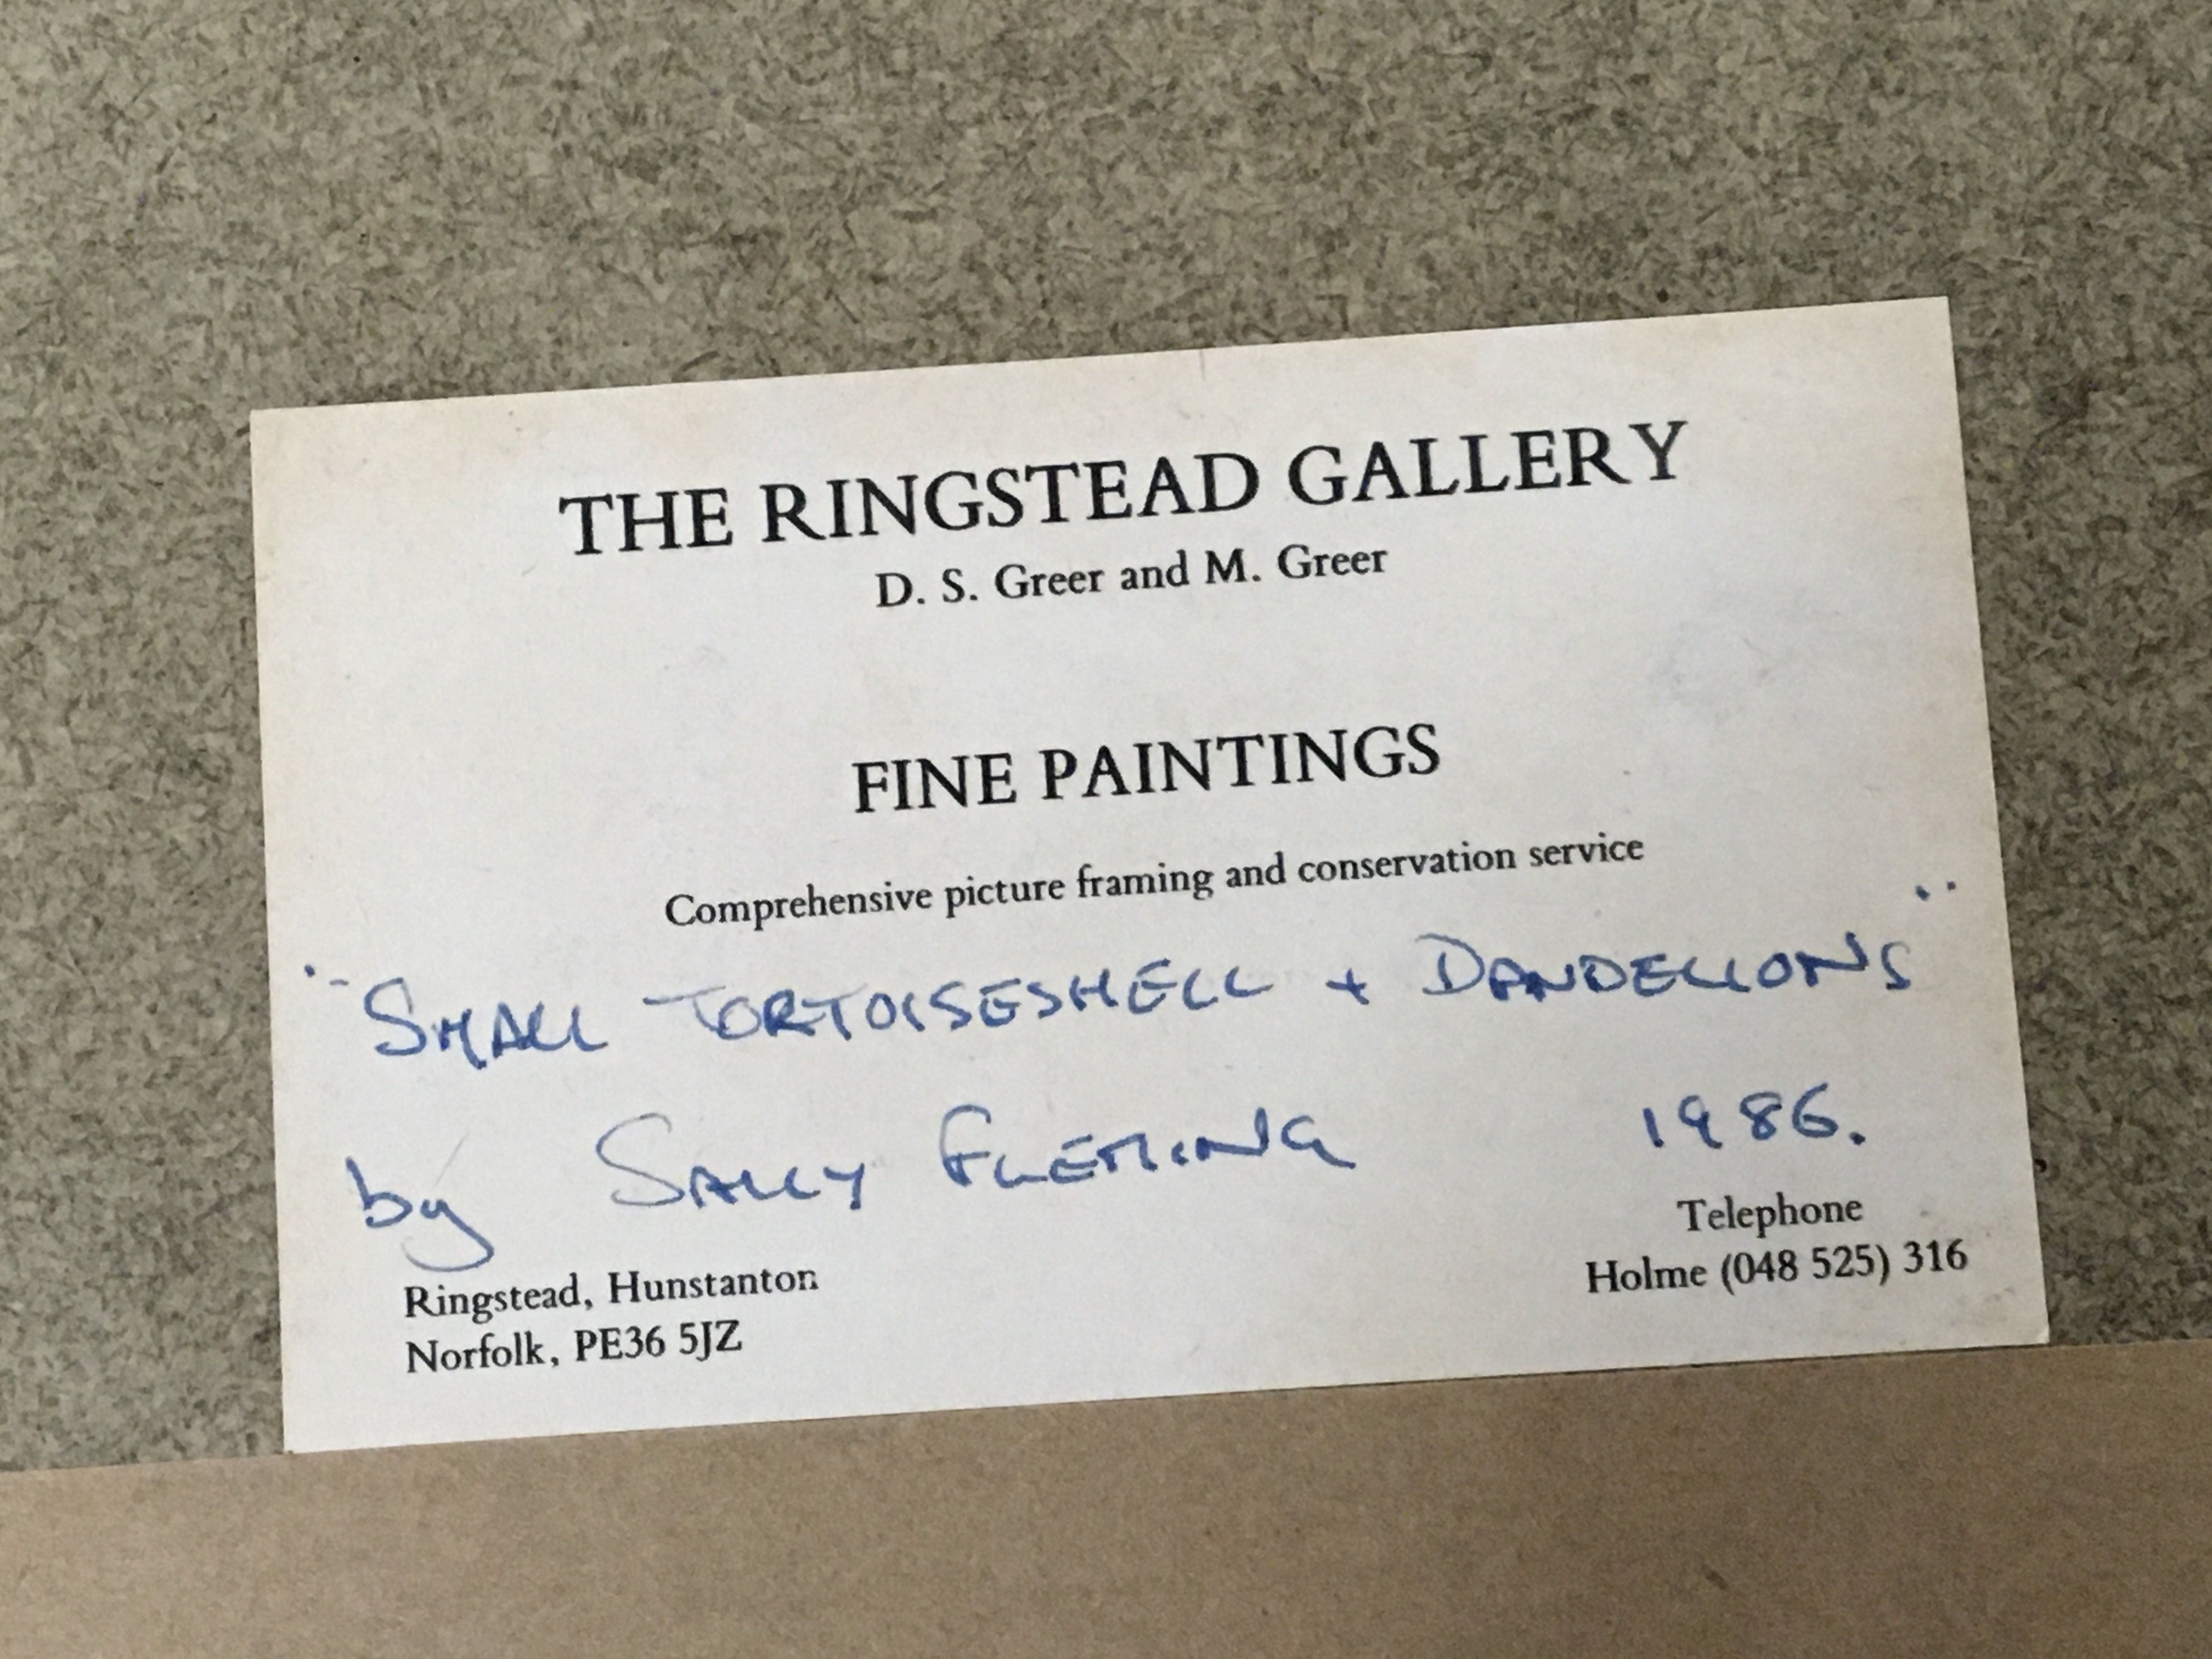 THE RINGSTEAD GALLERY
D. S. Greer and M. Greer
FINE PAINTINGS
Comprehensive picture framing and conservation service
"SMALL TORTOISESHELL + DANDELIONS"
by SALLY FLEMING 1986.
Telephone
Holme (048 525) 316
Ringstead, Hunstanton
Norfolk, PE36 5JZ